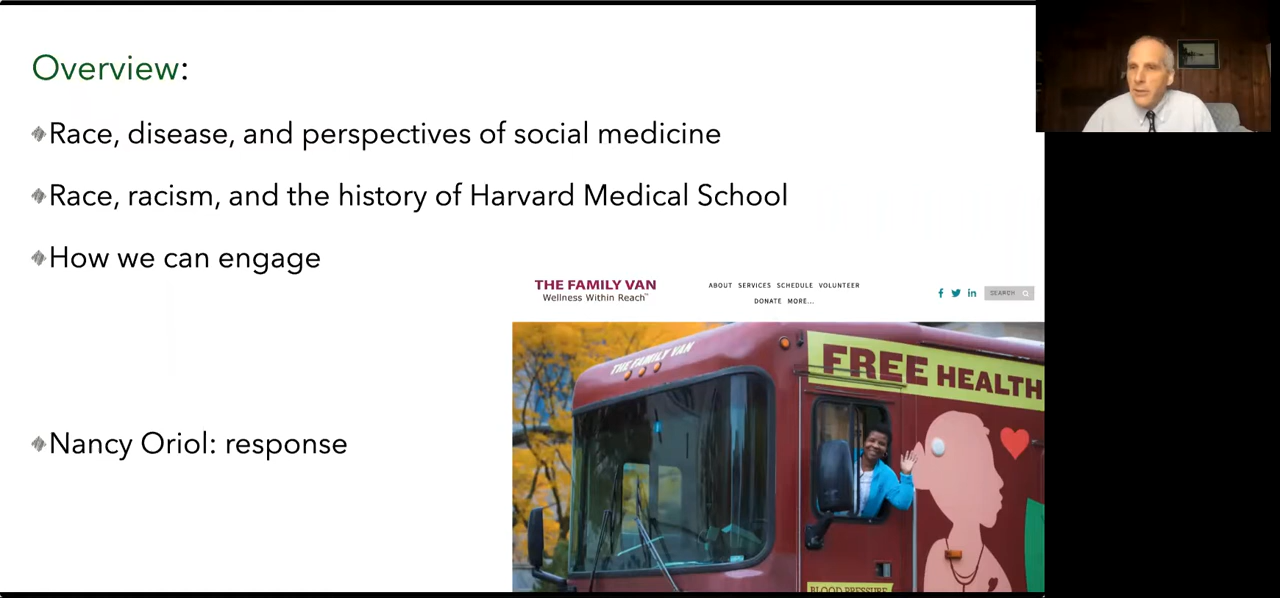 Overview:
Race, disease, and perspectives of social medicine
Race, racism, and the history of Harvard Medical School
How we can engage
THE FAMILY VAN
Wellness Within Reach™
ABOUT SERVICES SCHEDULE VOLUNTEER
DONATE MORE...
SEARCH
THE FAMILY VAN
FREE HEALTH
Nancy Oriol: response
BLOOD PRESSURE